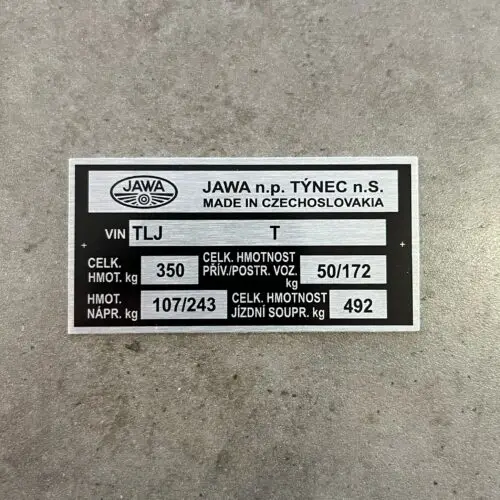 JAWA
JAWA n.p. TÝNEC n.S.
MADE IN CZECHOSLOVAKIA
VIN TLJ T
CELK. HMOT. kg 350
CELK. HMOTNOST PŘÍV./POSTR. VOZ. kg 50/172
HMOT. NÁPR. kg 107/243
CELK. HMOTNOST JÍZDNÍ SOUPR. kg 492